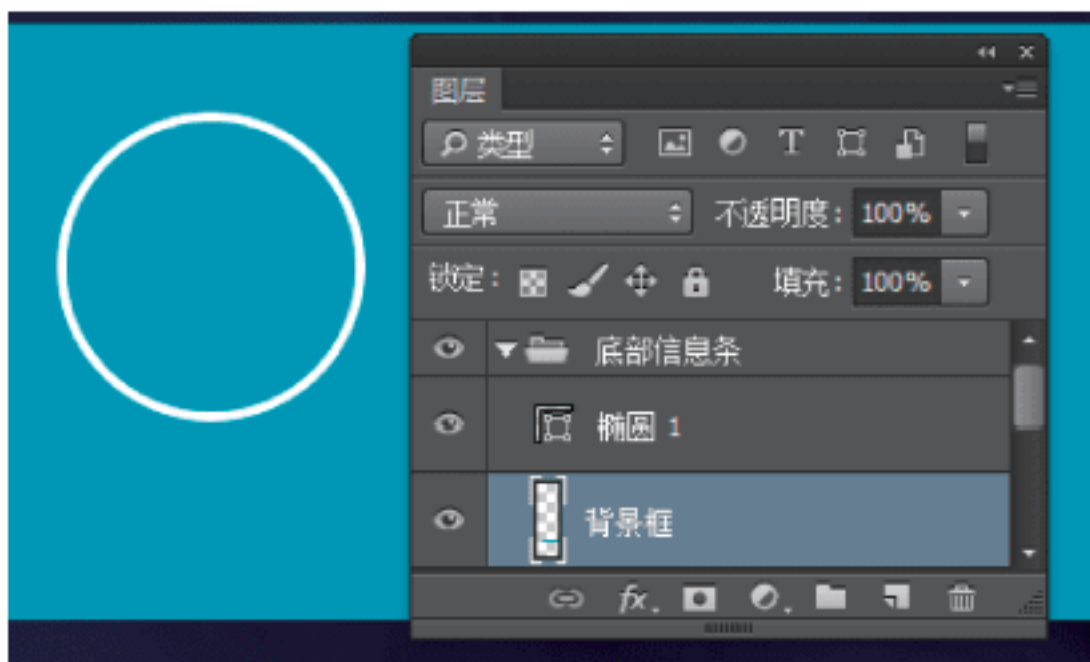 图层
类型 T
正常 不透明度: 100%
锁定: 填充: 100%
底部信息条
椭圆 1
背景框
fx.